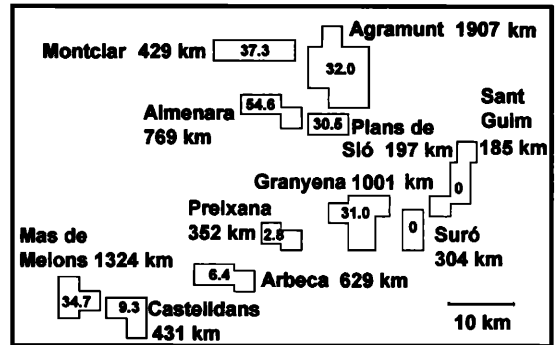 Agramunt 1907 km
Montclar 429 km
37.3
32.0
Sant
Guim
185 km
Almenara
769 km
54.6
30.5
Plans de
Sió 197 km
0
Granyena 1001 km
31.0
0
Suró
304 km
Preixana
352 km
2.8
Mas de
Melons 1324 km
34.7
6.4
Arbeca 629 km
9.3
Castelldans
431 km
10 km